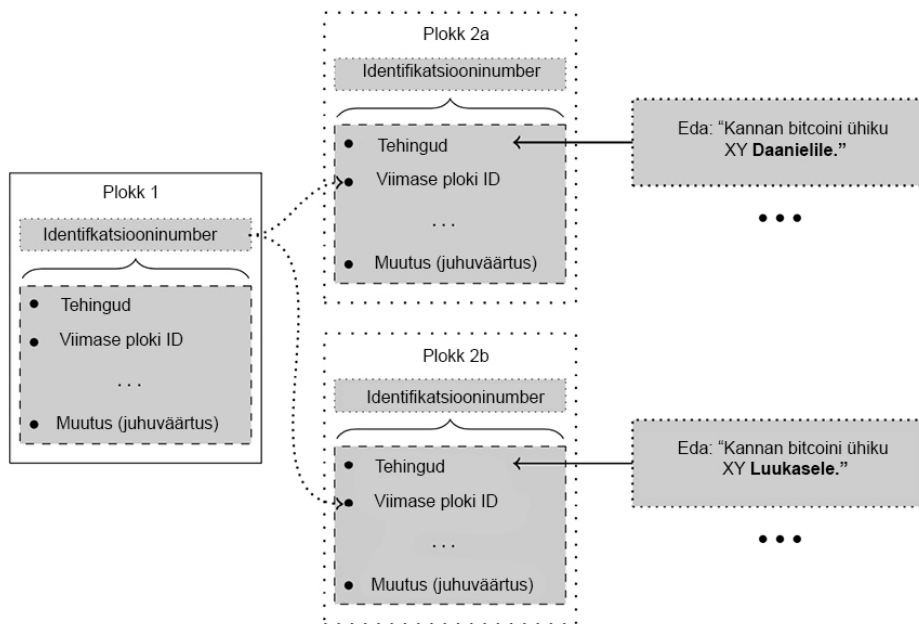 Plokk 1
Identifkatsiooninumber
Tehingud
Viimase ploki ID
...
Muutus (juhuväärtus)
Plokk 2a
Identifikatsiooninumber
Tehingud
Viimase ploki ID
...
Muutus (juhuväärtus)
Eda: “Kannan bitcoini ühiku
XY Daanielile.”
Plokk 2b
Identifikatsiooninumber
Tehingud
Viimase ploki ID
...
Muutus (juhuväärtus)
Eda: “Kannan bitcoini ühiku
XY Luukasele.”